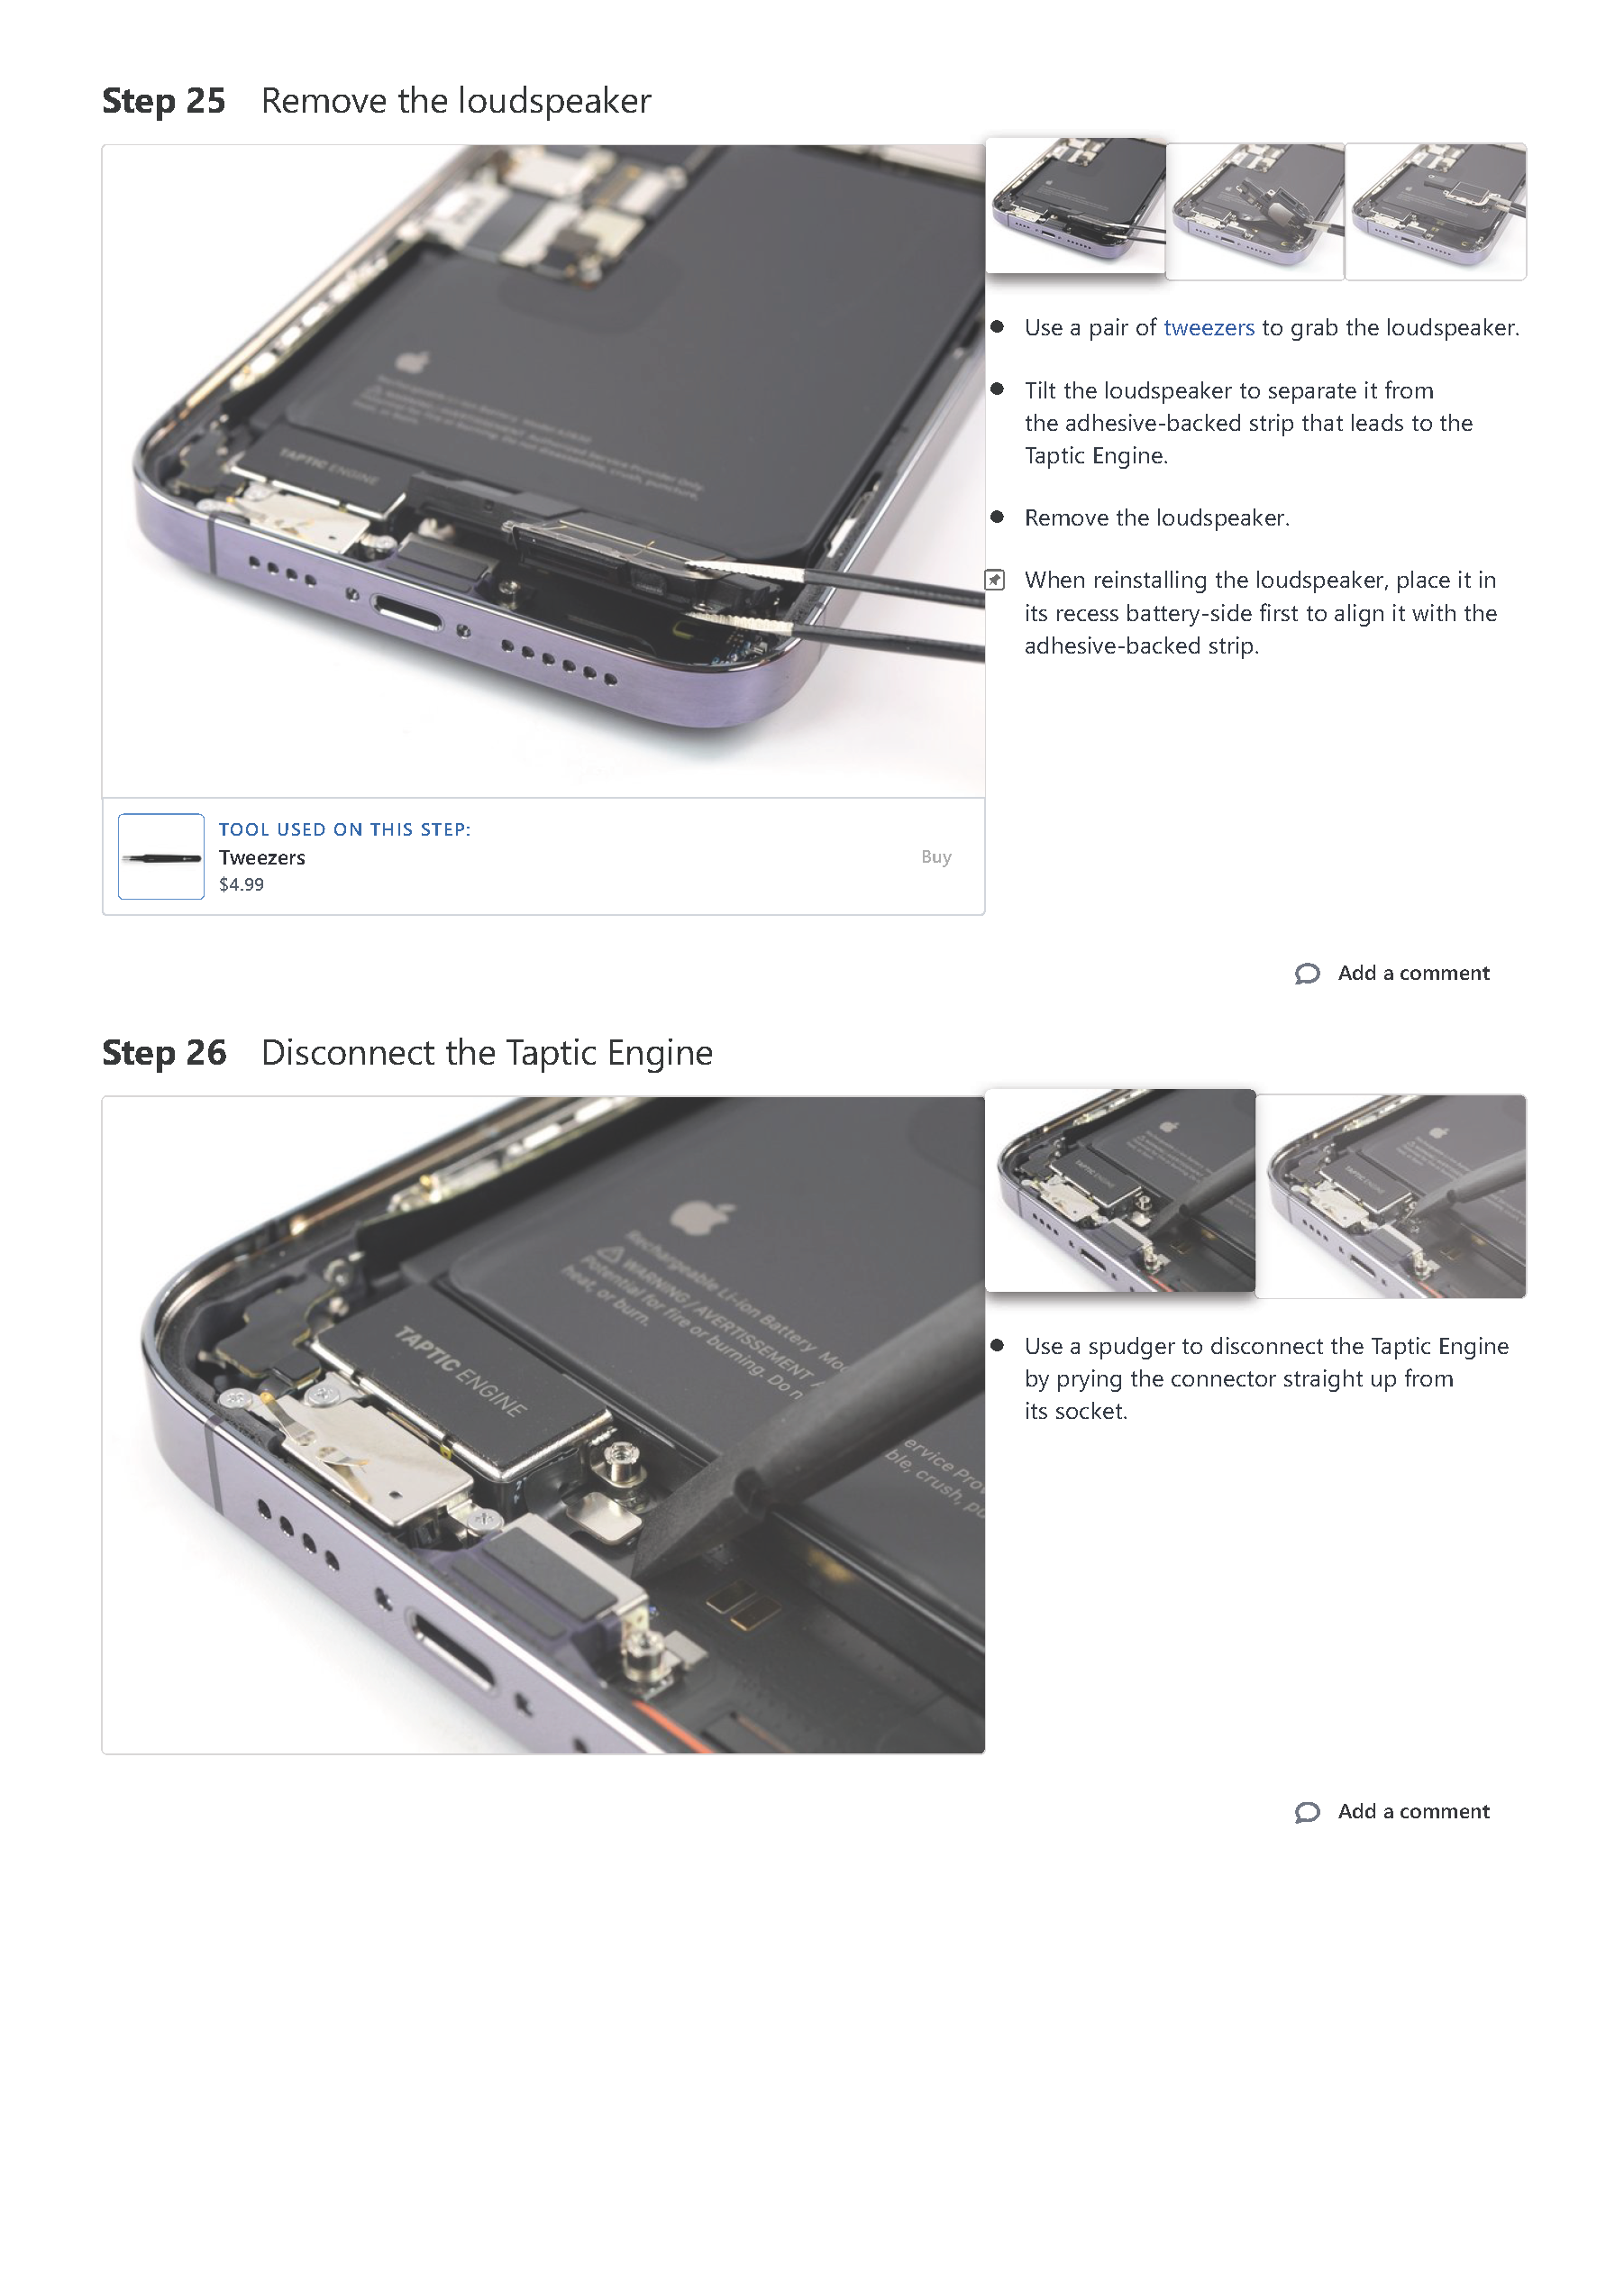 Step 25 Remove the loudspeaker
TAPTIC ENGINE
Use a pair of tweezers to grab the loudspeaker.
Tilt the loudspeaker to separate it from
the adhesive-backed strip that leads to the
Taptic Engine.
Remove the loudspeaker.
When reinstalling the loudspeaker, place it in
its recess battery-side first to align it with the
adhesive-backed strip.
TOOL USED ON THIS STEP:
Tweezers
$4.99
Buy
Add a comment
Step 26 Disconnect the Taptic Engine
Rechargeable Li-ion Battery
WARNING / AVERTISSEMENT
Potential for fire or burning. Do
heat, or burn.
TAPTIC ENGINE
ble, crush,
Use a spudger to disconnect the Taptic Engine
by prying the connector straight up from
its socket.
Add a comment